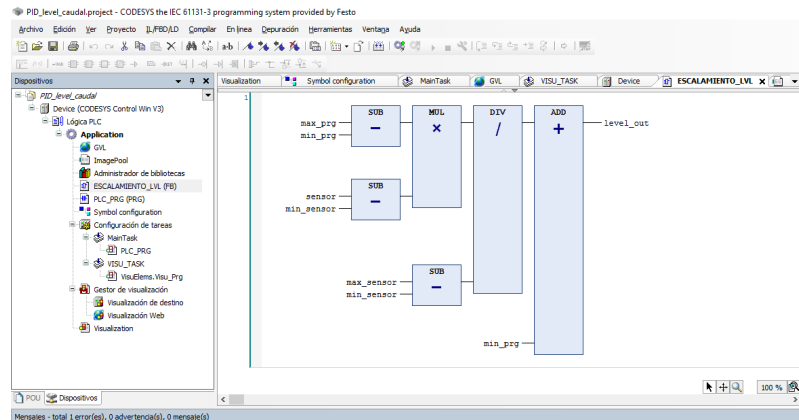 PID_level_caudal.project - CODESYS the IEC 61131-3 programming system provided by Festo
Archivo Edición Ver Proyecto IL/FBD/LD Compilar En línea Depuración Herramientas Ventana Ayuda
Dispositivos
PID_level_caudal
Device (CODESYS Control Win V3)
Lógica PLC
Application
GVL
ImagePool
Administrador de bibliotecas
ESCALAMIENTO_LVL (FB)
PLC_PRG (PRG)
Symbol configuration
Configuración de tareas
MainTask
PLC_PRG
VISU_TASK
VisuElems.Visu_Prg
Gestor de visualización
Visualización de destino
Visualización Web
Visualization
POU Dispositivos
Visualization Symbol configuration MainTask GVL VISU_TASK Device ESCALAMIENTO_LVL
1
SUB MUL DIV ADD
max_prg − × / + level_out
min_prg
SUB
sensor −
min_sensor
SUB
max_sensor −
min_sensor
min_prg
100 %
Mensajes - total 1 error(es), 0 advertencia(s), 0 mensaje(s)